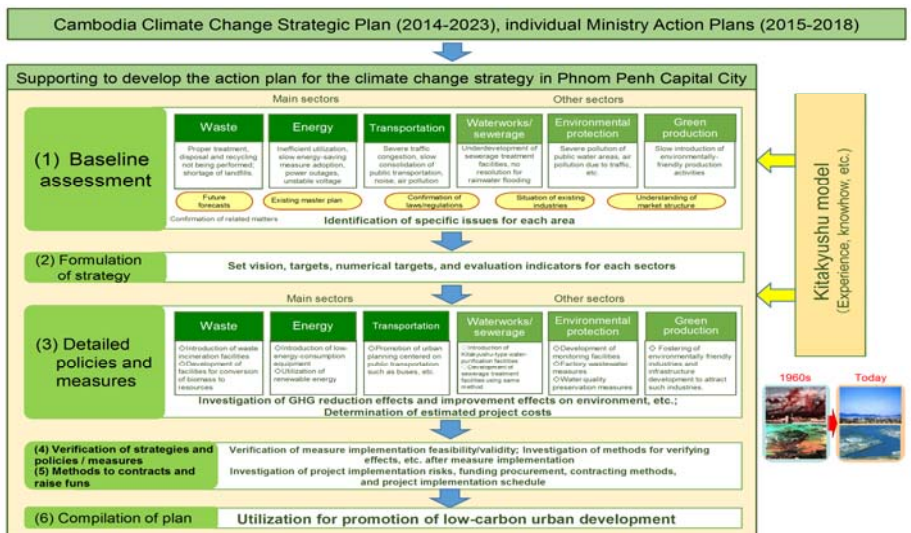 Cambodia Climate Change Strategic Plan (2014-2023), individual Ministry Action Plans (2015-2018)
Supporting to develop the action plan for the climate change strategy in Phnom Penh Capital City
Main sectors
Other sectors
(1) Baseline
assessment
Waste
Proper treatment,
disposal and recycling
not being performed;
shortage of landfills.
Energy
Inefficient utilization,
slow energy-saving
measure adoption,
power outages,
unstable voltage
Transportation
Severe traffic
congestion, slow
consolidation of
public transportation,
noise, air pollution
Waterworks/
sewerage
Underdevelopment of
sewerage treatment
facilities, no
resolution for
rainwater flooding
Environmental
protection
Severe pollution of
public water areas, air
pollution due to traffic,
etc.
Green
production
Slow introduction of
environmentally-
friendly production
activities
Future
forecasts
Existing master plan
Confirmation of
laws/regulations
Situation of existing
industries
Understanding of
market structure
Confirmation of related matters
Identification of specific issues for each area
(2) Formulation
of strategy
Set vision, targets, numerical targets, and evaluation indicators for each sectors
Main sectors
Other sectors
(3) Detailed
policies and
measures
Waste
◇Introduction of waste
incineration facilities
◇Development of
facilities for conversion
of biomass to
resources
Energy
◇Introduction of low-
energy-consumption
equipment
◇Utilization of
renewable energy
Transportation
◇Promotion of urban
planning centered on
public transportation
such as buses, etc.
Waterworks/
sewerage
◇ Introduction of
Kitakyushu-type water-
purification facilities
◇ Development of
sewerage treatment
facilities using same
method
Environmental
protection
◇Development of
monitoring facilities
◇Factory
wastewater
measures
◇Water-quality
preservation measures
Green
production
◇ Fostering of
environmentally friendly
industries and
infrastructure
development to attract
such industries.
Investigation of GHG reduction effects and improvement effects on environment, etc.;
Determination of estimated project costs
(4) Verification of strategies and
policies / measures
(5) Methods to contracts and
raise funs
Verification of measure implementation feasibility/validity; Investigation of methods for verifying
effects, etc. after measure implementation
Investigation of project implementation risks, funding procurement, contracting methods,
and project implementation schedule
(6) Compilation of plan
Utilization for promotion of low-carbon urban development
Kitakyushu model
(Experience, knowhow, etc.)
1960s
Today